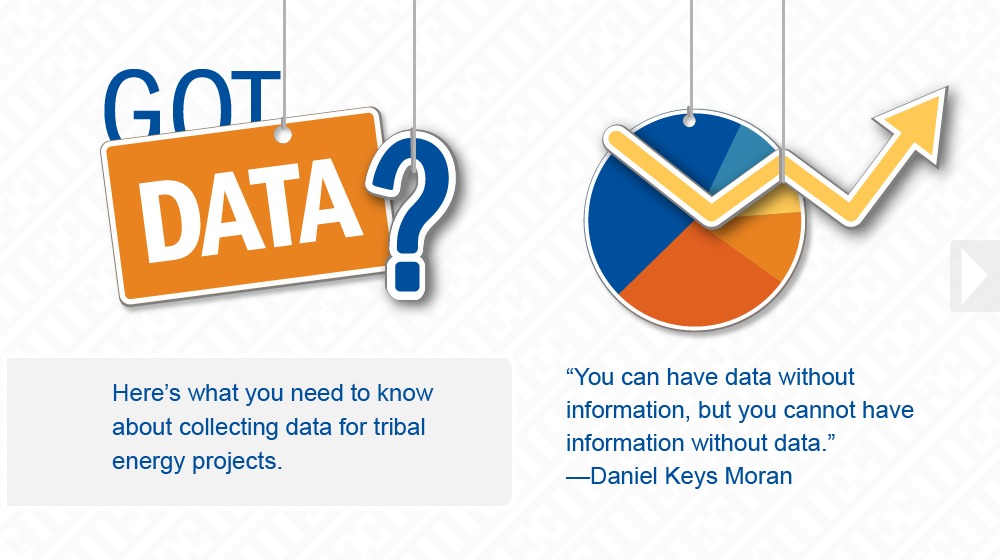 GOT
DATA?
Here’s what you need to know
about collecting data for tribal
energy projects.
“You can have data without
information, but you cannot have
information without data.”
—Daniel Keys Moran